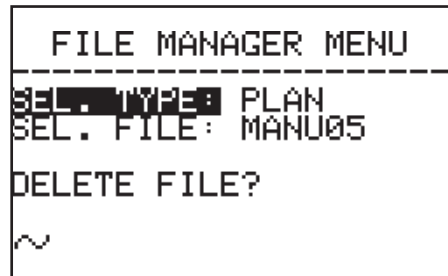 FILE MANAGER MENU
SEL. TYPE: PLAN
SEL. FILE: MANU05
DELETE FILE?
~